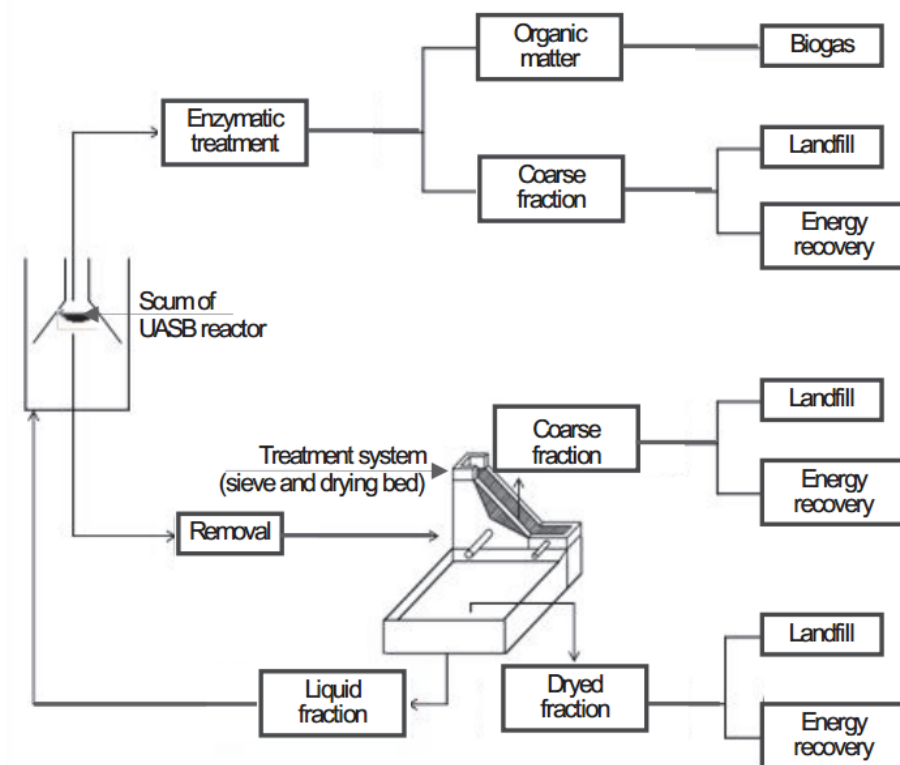 Organic
matter
Biogas
Enzymatic
treatment
Landfill
Coarse
fraction
Energy
recovery
Scum of
UASB reactor
Landfill
Coarse
fraction
Treatment system
(sieve and drying bed)
Energy
recovery
Removal
Landfill
Liquid
fraction
Dryed
fraction
Energy
recovery